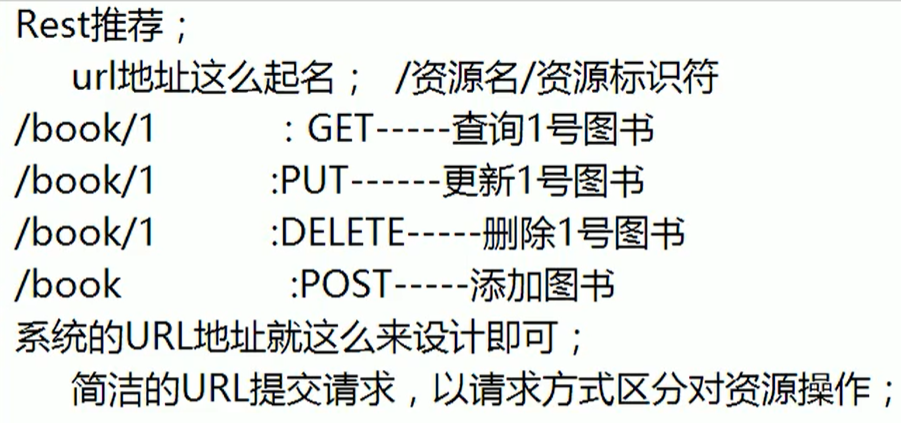 Rest推荐；
url地址这么起名； /资源名/资源标识符
/book/1 : GET-----查询1号图书
/book/1 :PUT------更新1号图书
/book/1 :DELETE-----删除1号图书
/book :POST-----添加图书
系统的URL地址就这么来设计即可；
简洁的URL提交请求，以请求方式区分对资源操作；